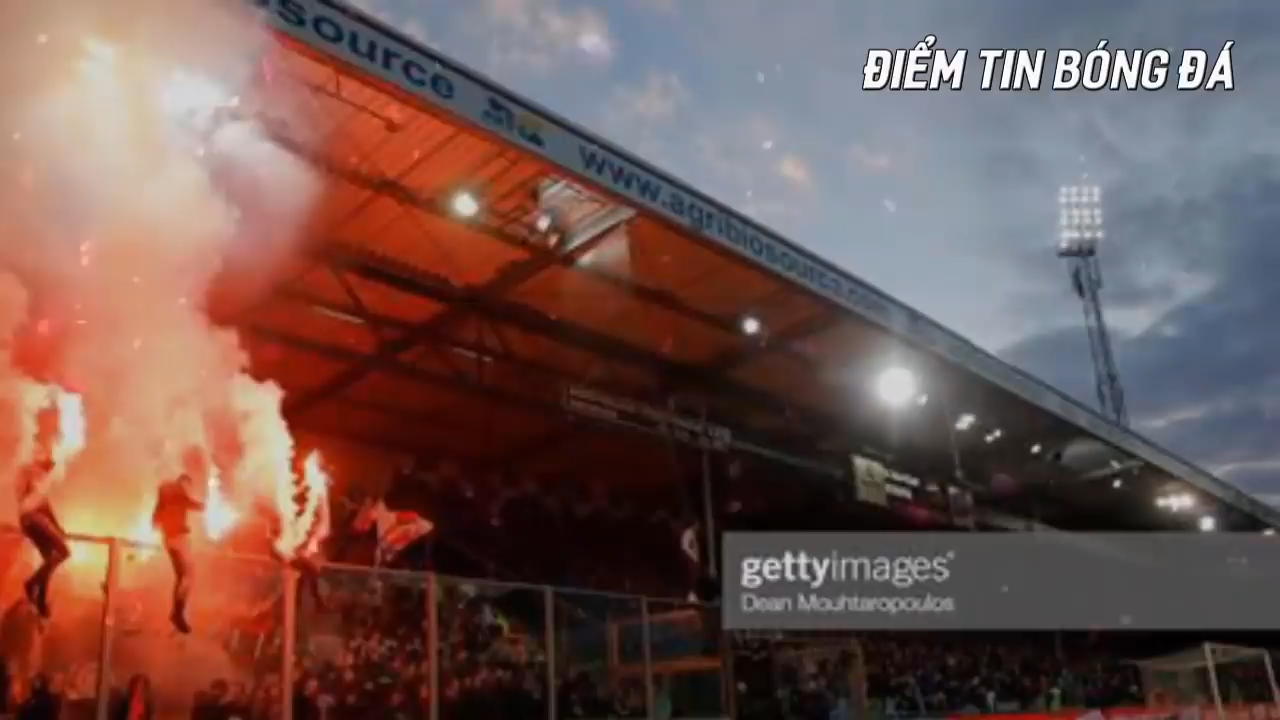 ĐIỂM TIN BÓNG ĐÁ
source
www.agribiosource.com
gettyimages®
Dean Mouhtaropoulos